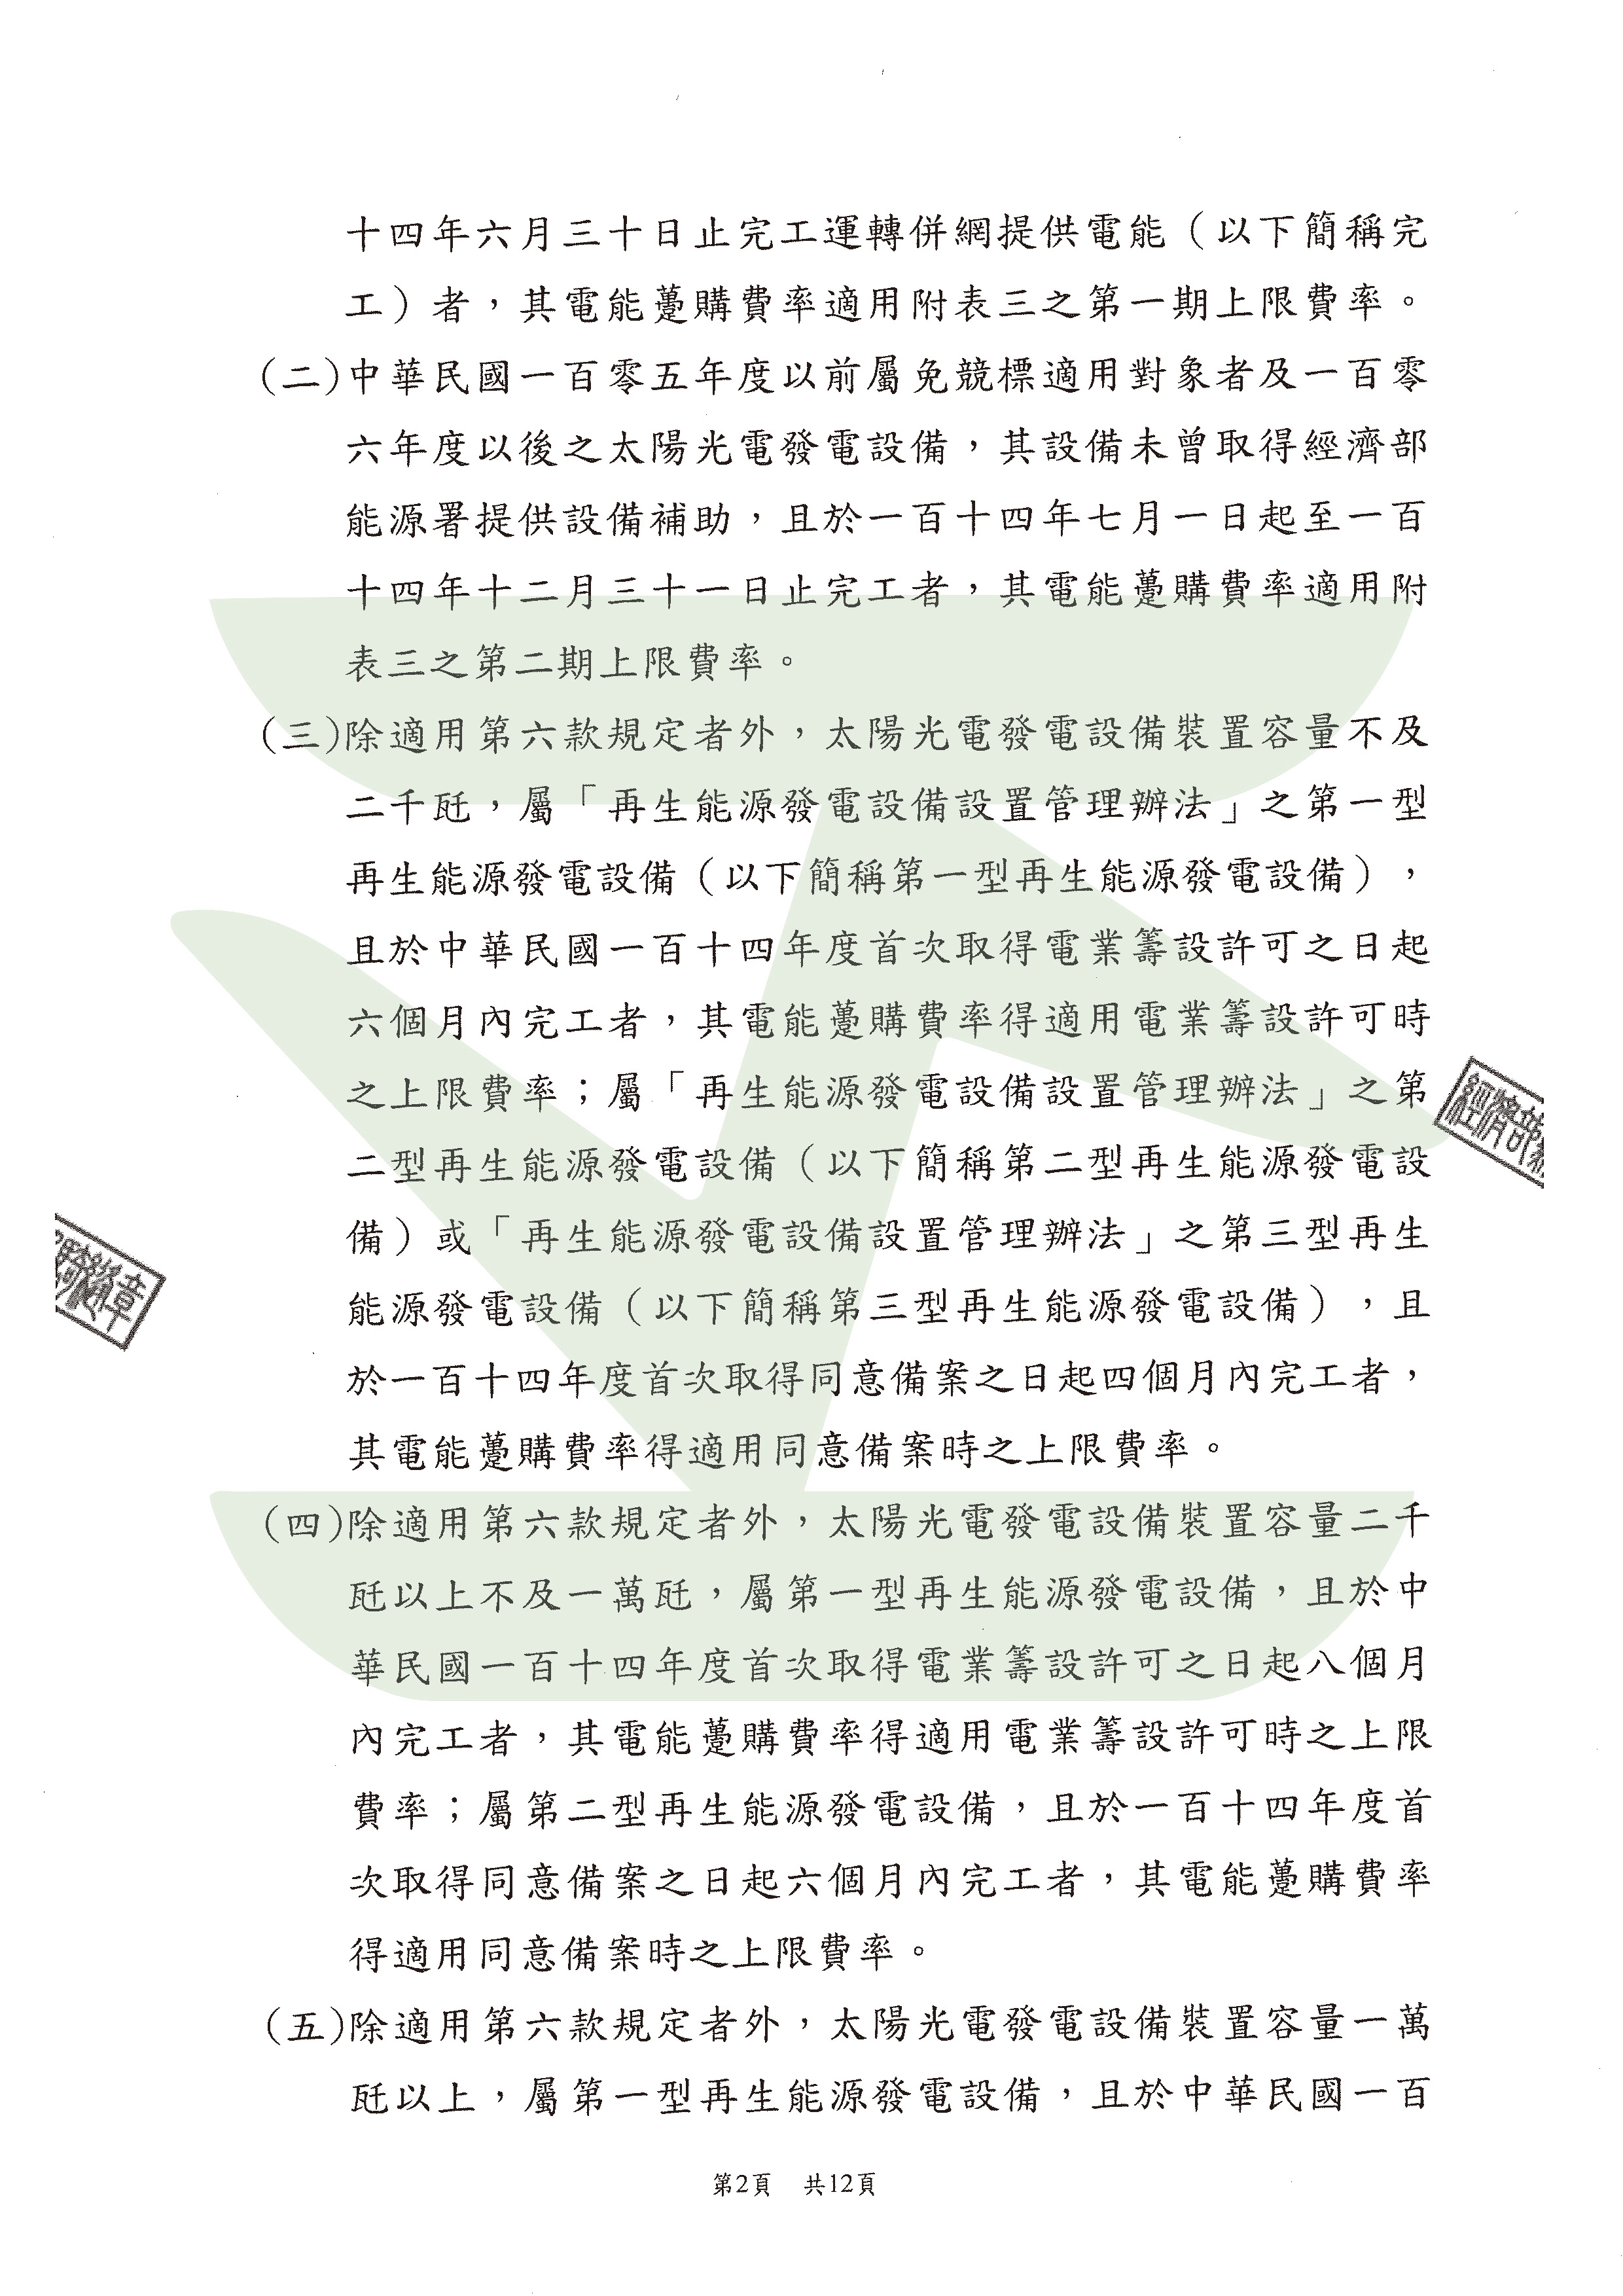 十四年六月三十日止完工運轉併網提供電能（以下簡稱完
工）者，其電能躉購費率適用附表三之第一期上限費率。
(二)中華民國一百零五年度以前屬免競標適用對象者及一百零
六年度以後之太陽光電發電設備，其設備未曾取得經濟部
能源署提供設備補助，且於一百十四年七月一日起至一百
十四年十二月三十一日止完工者，其電能躉購費率適用附
表三之第二期上限費率。
(三)除適用第六款規定者外，太陽光電發電設備裝置容量不及
二千瓩，屬「再生能源發電設備設置管理辦法」之第一型
再生能源發電設備（以下簡稱第一型再生能源發電設備），
且於中華民國一百十四年度首次取得電業籌設許可之日起
六個月內完工者，其電能躉購費率得適用電業籌設許可時
之上限費率；屬「再生能源發電設備設置管理辦法」之第
二型再生能源發電設備（以下簡稱第二型再生能源發電設
備）或「再生能源發電設備設置管理辦法」之第三型再生
能源發電設備（以下簡稱第三型再生能源發電設備），且
於一百十四年度首次取得同意備案之日起四個月內完工者，
其電能躉購費率得適用同意備案時之上限費率。
(四)除適用第六款規定者外，太陽光電發電設備裝置容量二千
瓩以上不及一萬瓩，屬第一型再生能源發電設備，且於中
華民國一百十四年度首次取得電業籌設許可之日起八個月
內完工者，其電能躉購費率得適用電業籌設許可時之上限
費率；屬第二型再生能源發電設備，且於一百十四年度首
次取得同意備案之日起六個月內完工者，其電能躉購費率
得適用同意備案時之上限費率。
(五)除適用第六款規定者外，太陽光電發電設備裝置容量一萬
瓩以上，屬第一型再生能源發電設備，且於中華民國一百
第2頁 共12頁
經濟部
騎縫章